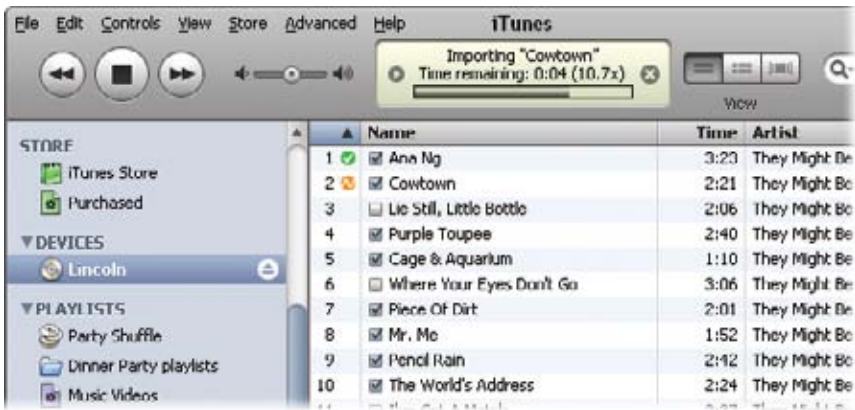 File Edit Controls View Store Advanced Help iTunes
Importing "Cowtown"
Time remaining: 0:04 (10.7x)
View
STORE
iTunes Store
Purchased
DEVICES
Lincoln
PLAYLISTS
Party Shuffle
Dinner Party playlists
Music Videos
Name Time Artist
1 Ana Ng 3:23 They Might Be
2 Cowtown 2:21 They Might Be
3 Lie Still, Little Bottle 2:06 They Might Be
4 Purple Toupee 2:40 They Might Be
5 Cage & Aquarium 1:10 They Might Be
6 Where Your Eyes Don't Go 3:06 They Might Be
7 Piece Of Dirt 2:01 They Might Be
8 Mr. Me 1:52 They Might Be
9 Pencil Rain 2:42 They Might Be
10 The World's Address 2:24 They Might Be